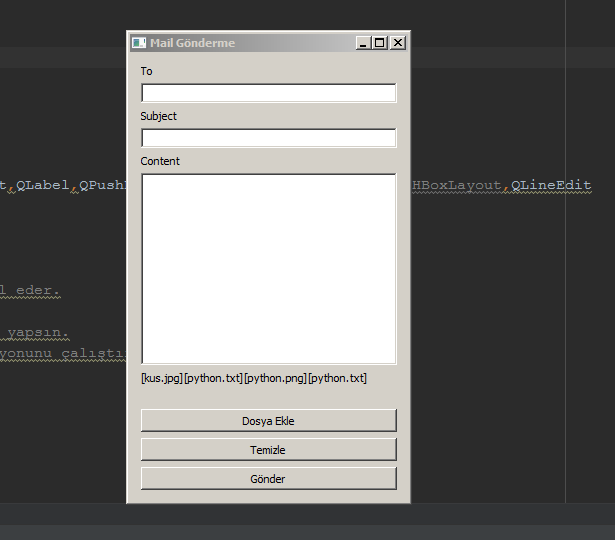 Mail Gönderme
To
Subject
t,QLabel,QPushB HBoxLayout,QLineEdit
Content
l eder.
yapsın.
yonunu çalıştı
[kus.jpg][python.txt][python.png][python.txt]
Dosya Ekle
Temizle
Gönder